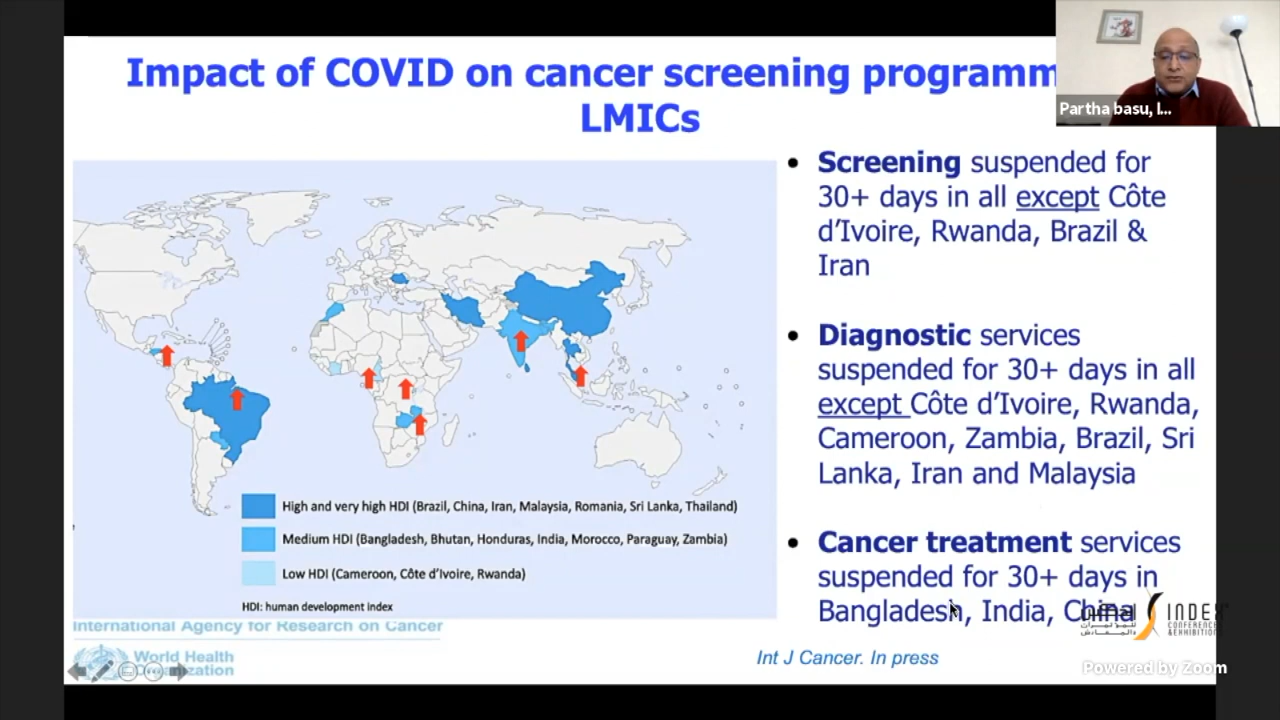 Impact of COVID on cancer screening programm
LMICs
Partha basu, I...
• Screening suspended for
30+ days in all except Côte
d’Ivoire, Rwanda, Brazil &
Iran
• Diagnostic services
suspended for 30+ days in all
except Côte d’Ivoire, Rwanda,
Cameroon, Zambia, Brazil, Sri
Lanka, Iran and Malaysia
• Cancer treatment services
suspended for 30+ days in
Bangladesh, India, China
High and very high HDI (Brazil, China, Iran, Malaysia, Romania, Sri Lanka, Thailand)
Medium HDI (Bangladesh, Bhutan, Honduras, India, Morocco, Paraguay, Zambia)
Low HDI (Cameroon, Côte d’Ivoire, Rwanda)
HDI: human development index
International Agency for Research on Cancer
World Health
Organization
Int J Cancer. In press
INDEX
CONFERENCES
& EXHIBITIONS
Powered by Zoom